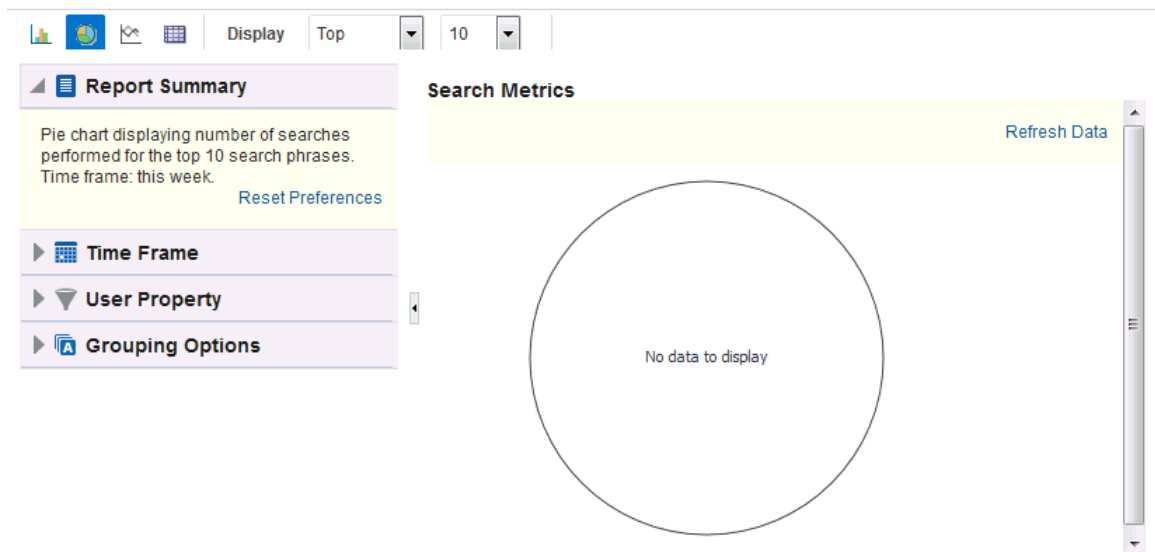 Display Top 10
Report Summary
Pie chart displaying number of searches
performed for the top 10 search phrases.
Time frame: this week.
Reset Preferences
Time Frame
User Property
A Grouping Options
Search Metrics
Refresh Data
No data to display